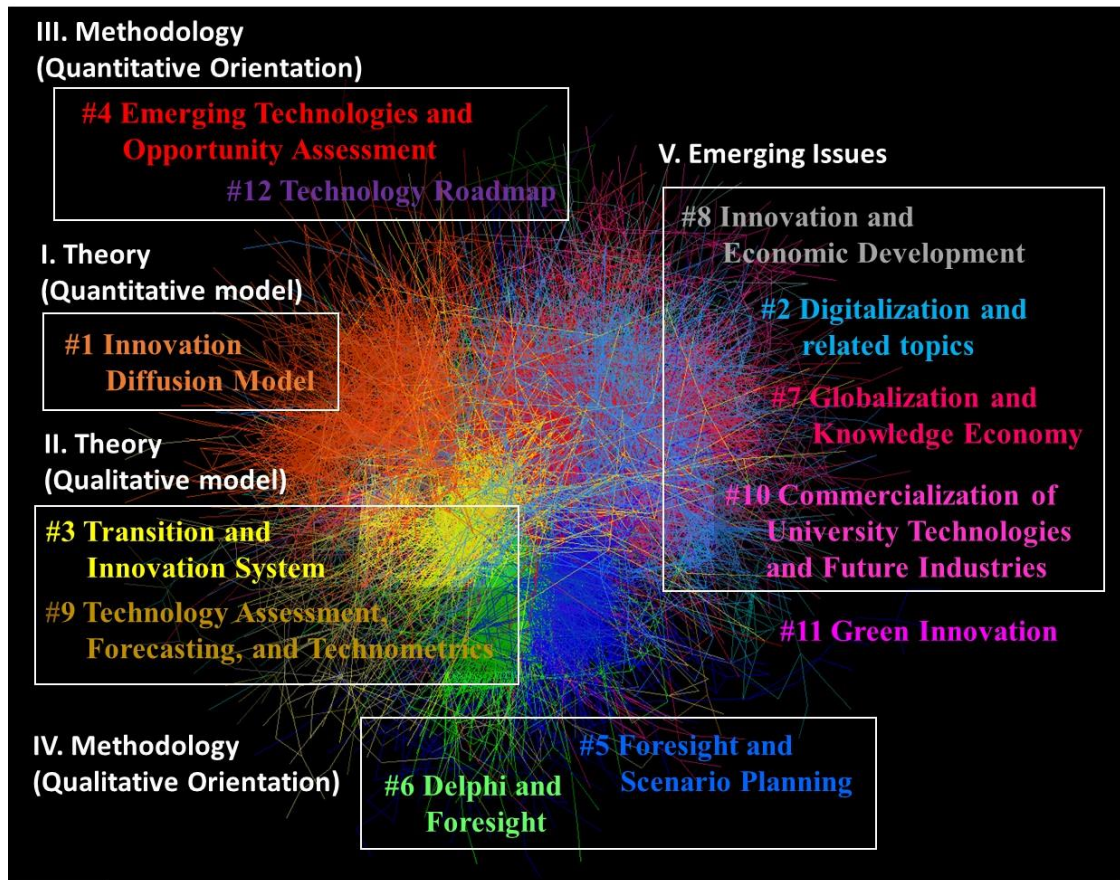 III. Methodology
(Quantitative Orientation)
#4 Emerging Technologies and
Opportunity Assessment
#12 Technology Roadmap
I. Theory
(Quantitative model)
#1 Innovation
Diffusion Model
II. Theory
(Qualitative model)
#3 Transition and
Innovation System
#9 Technology Assessment,
Forecasting, and Technometrics
IV. Methodology
(Qualitative Orientation)
#6 Delphi and
Foresight
#5 Foresight and
Scenario Planning
V. Emerging Issues
#8 Innovation and
Economic Development
#2 Digitalization and
related topics
#7 Globalization and
Knowledge Economy
#10 Commercialization of
University Technologies
and Future Industries
#11 Green Innovation